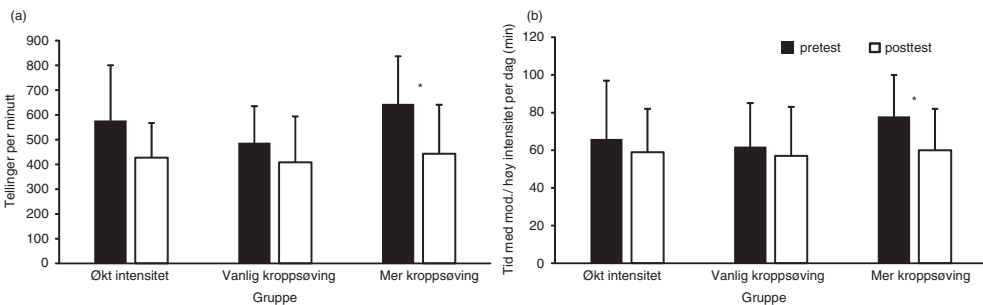 (a)
Tellinger per minutt
900
800
700
600
500
400
300
200
100
0
*
Økt intensitet Vanlig kroppsøving Mer kroppsøving
Gruppe
(b)
Tid med mod./ høy intensitet per dag (min)
120
100
80
60
40
20
0
pretest posttest
*
Økt intensitet Vanlig kroppsøving Mer kroppsøving
Gruppe